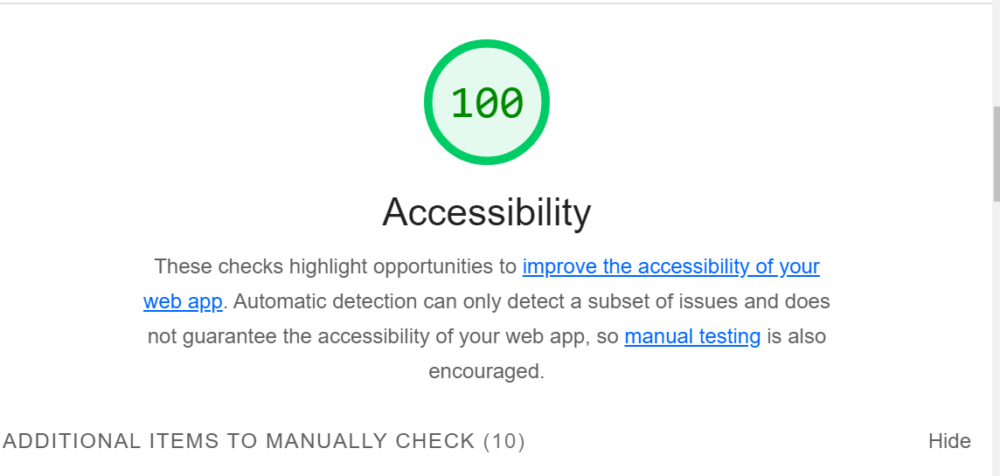 100
Accessibility
These checks highlight opportunities to improve the accessibility of your
web app. Automatic detection can only detect a subset of issues and does
not guarantee the accessibility of your web app, so manual testing is also
encouraged.
ADDITIONAL ITEMS TO MANUALLY CHECK (10) Hide